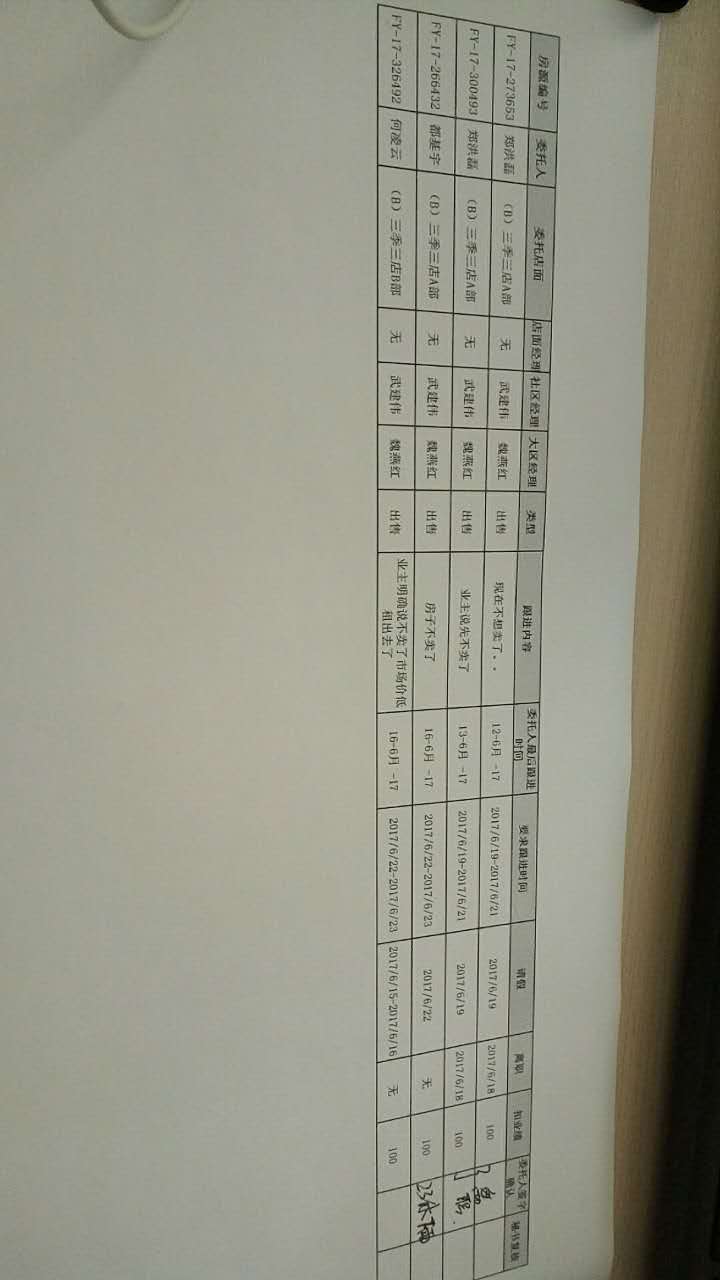 房源编号 委托人 委托店面 店面经理 社区经理 大区经理 类型 跟进内容 委托人最后跟进时间 要求跟进时间 请假 离职 扣业绩 委托人签字确认 秘书复核
FY-17-273653 郑洪磊 (B)三季三店A部 无 武建伟 魏燕红 出售 现在不想卖了.. 12-6月 -17 2017/6/19-2017/6/21 2017/6/19 2017/6/18 100
FY-17-300493 郑洪磊 (B)三季三店A部 无 武建伟 魏燕红 出售 业主说先不卖了 13-6月 -17 2017/6/19-2017/6/21 2017/6/19 2017/6/18 100
FY-17-266432 都基宇 (B)三季三店A部 无 武建伟 魏燕红 出售 房子不卖了 16-6月 -17 2017/6/22-2017/6/23 2017/6/22 无 100 23休
FY-17-326492 何凌云 (B)三季三店B部 无 武建伟 魏燕红 出售 业主明确说不卖了市场价低租出去了 16-6月 -17 2017/6/22-2017/6/23 2017/6/15-2017/6/16 无 100